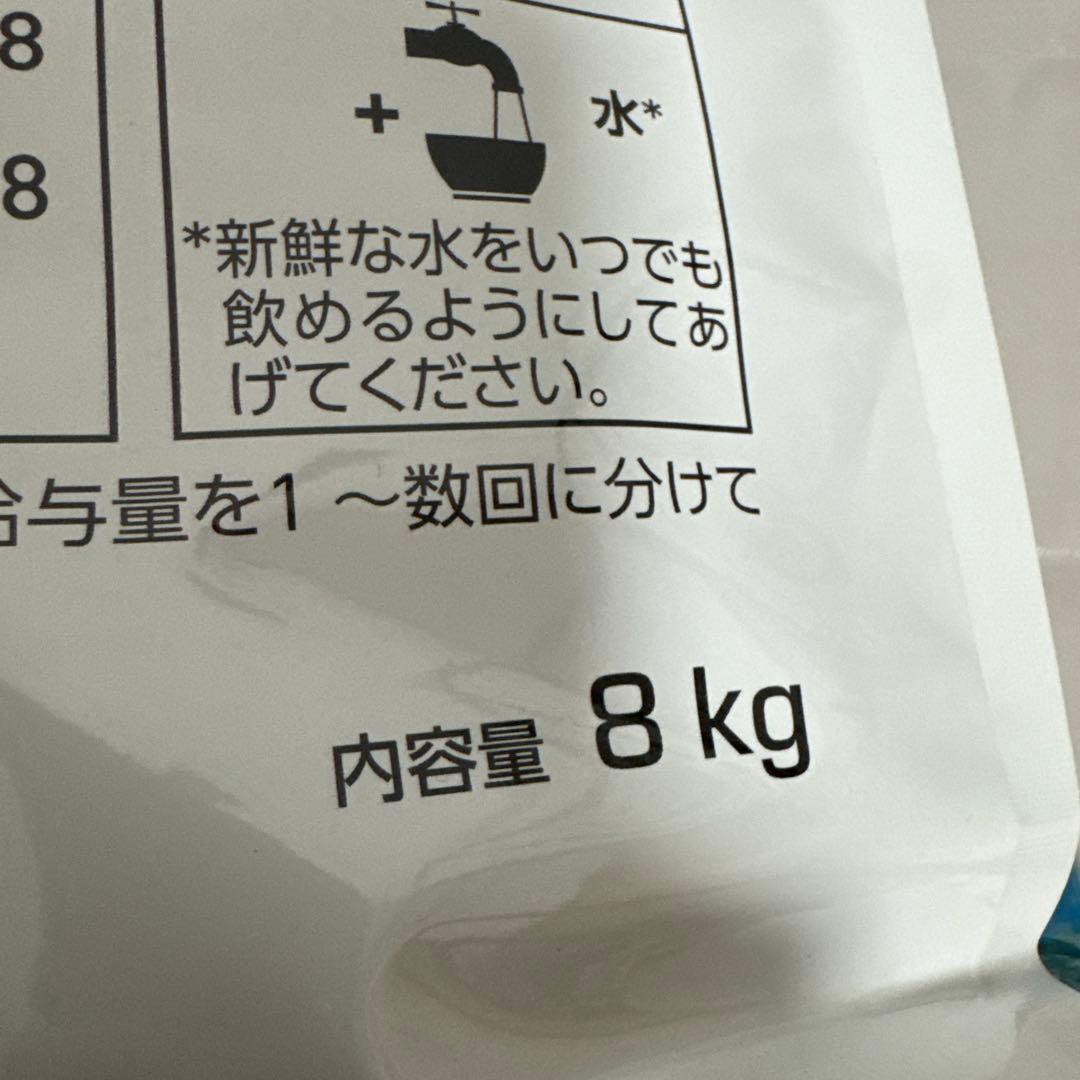 8
8
+ 水*
*新鮮な水をいつでも
飲めるようにしてあ
げてください。
給与量を1 ～数回に分けて
内容量 8 kg